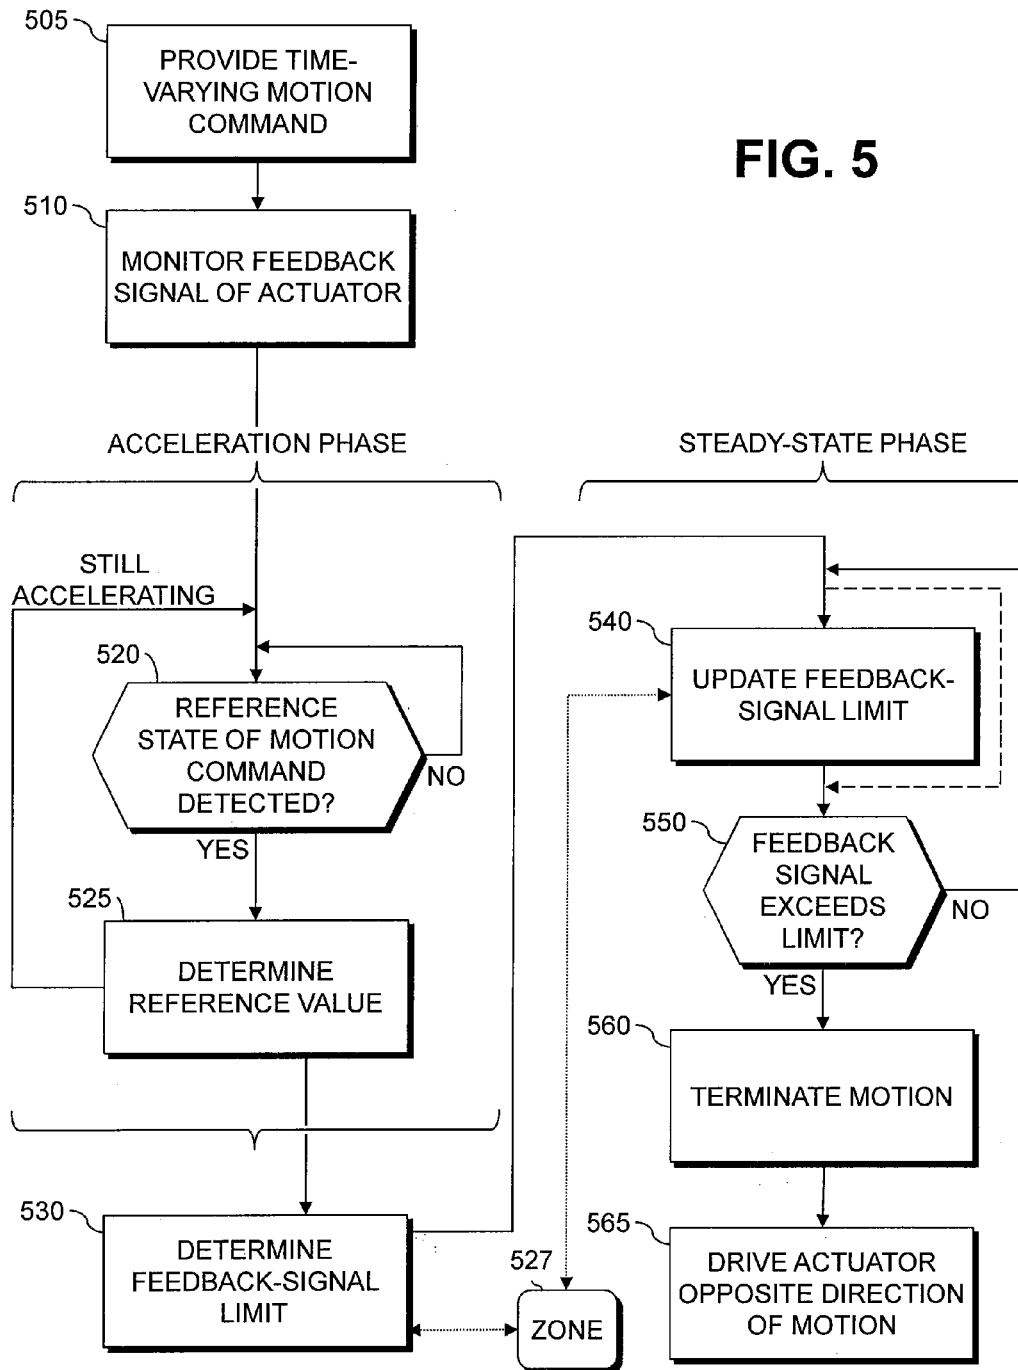 505
PROVIDE TIME-
VARYING MOTION
COMMAND
FIG. 5
510
MONITOR FEEDBACK
SIGNAL OF ACTUATOR
ACCELERATION PHASE
STILL
ACCELERATING
520
REFERENCE
STATE OF MOTION
COMMAND
DETECTED?
NO
YES
525
DETERMINE
REFERENCE VALUE
530
DETERMINE
FEEDBACK-SIGNAL
LIMIT
527
ZONE
STEADY-STATE PHASE
540
UPDATE FEEDBACK-
SIGNAL LIMIT
550
FEEDBACK
SIGNAL
EXCEEDS
LIMIT?
NO
YES
560
TERMINATE MOTION
565
DRIVE ACTUATOR
OPPOSITE DIRECTION
OF MOTION